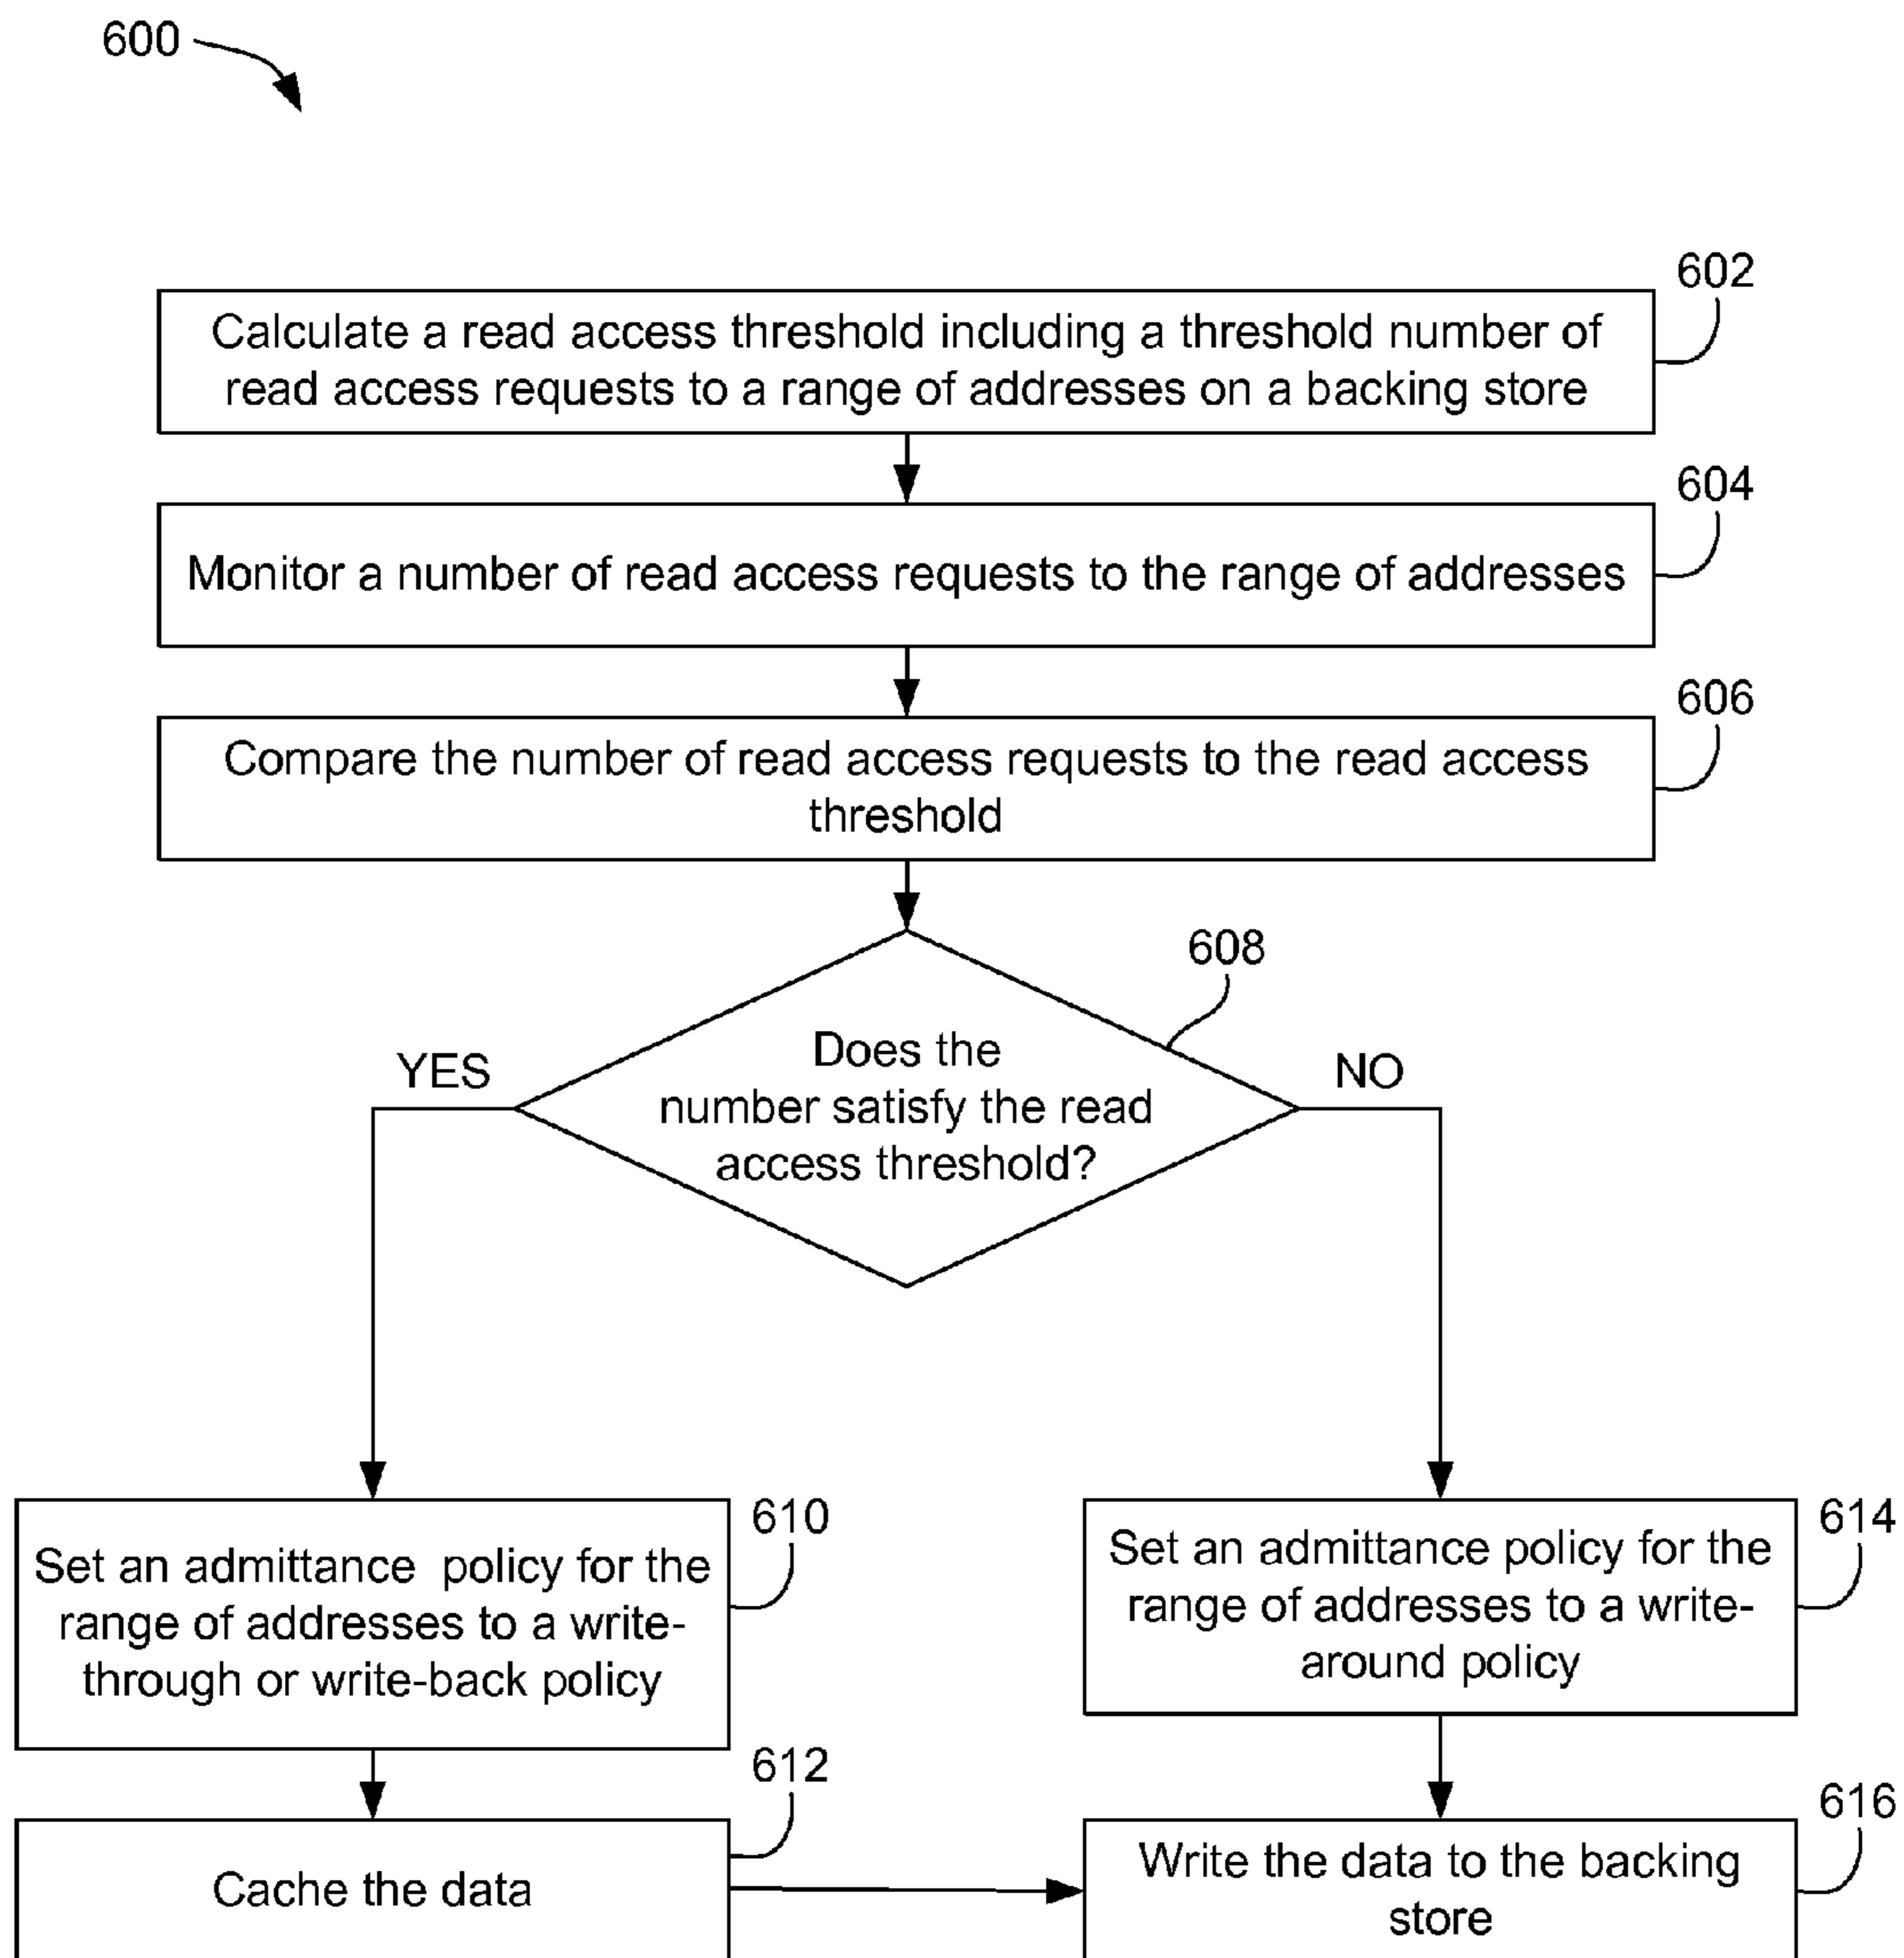 600
602
Calculate a read access threshold including a threshold number of
read access requests to a range of addresses on a backing store
604
Monitor a number of read access requests to the range of addresses
606
Compare the number of read access requests to the read access
threshold
608
Does the
number satisfy the read
access threshold?
YES
NO
610
Set an admittance policy for the
range of addresses to a write-
through or write-back policy
614
Set an admittance policy for the
range of addresses to a write-
around policy
612
Cache the data
616
Write the data to the backing
store